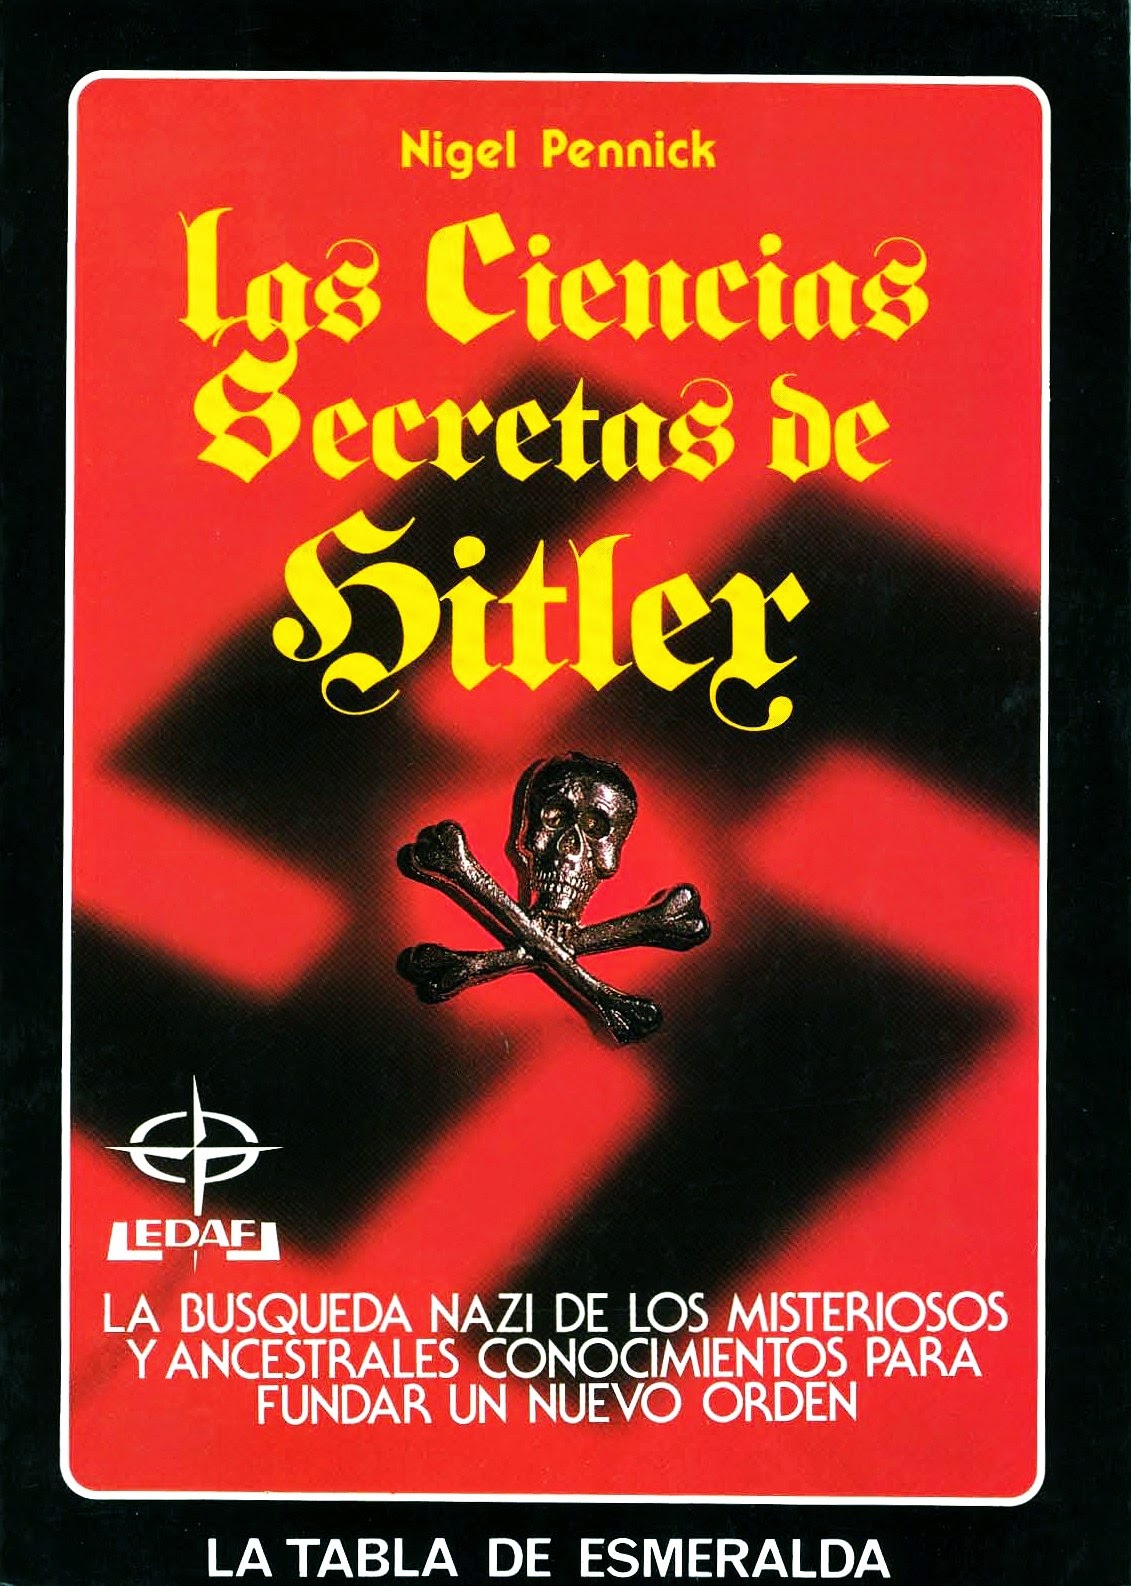 Nigel Pennick
Las Ciencias
Secretas de
Hitler
EDAF
LA BUSQUEDA NAZI DE LOS MISTERIOSOS
Y ANCESTRALES CONOCIMIENTOS PARA
FUNDAR UN NUEVO ORDEN
LA TABLA DE ESMERALDA